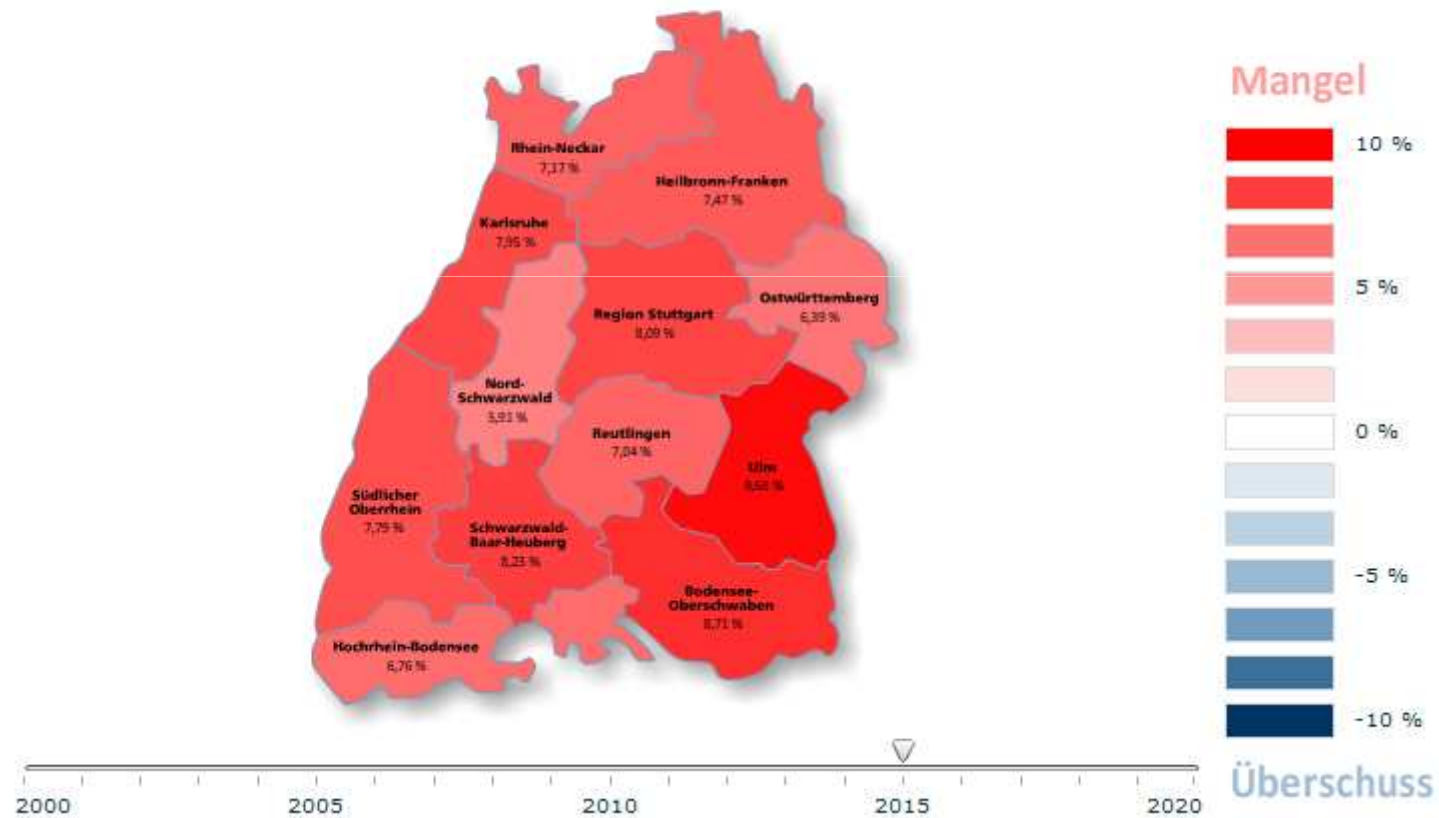 Mangel
10 %
5 %
0 %
-5 %
-10 %
Überschuss
Rhein-Neckar
7,17 %
Heilbronn-Franken
7,47 %
Karlsruhe
7,95 %
Ostwürttemberg
6,39 %
Region Stuttgart
8,09 %
Nord-
Schwarzwald
5,93 %
Reutlingen
7,04 %
Ulm
Südlicher
Oberrhein
7,79 %
Schwarzwald-
Baar-Heuberg
8,23 %
Bodensee-
Oberschwaben
8,71 %
Hochrhein-Bodensee
6,76 %
2000
2005
2010
2015
2020